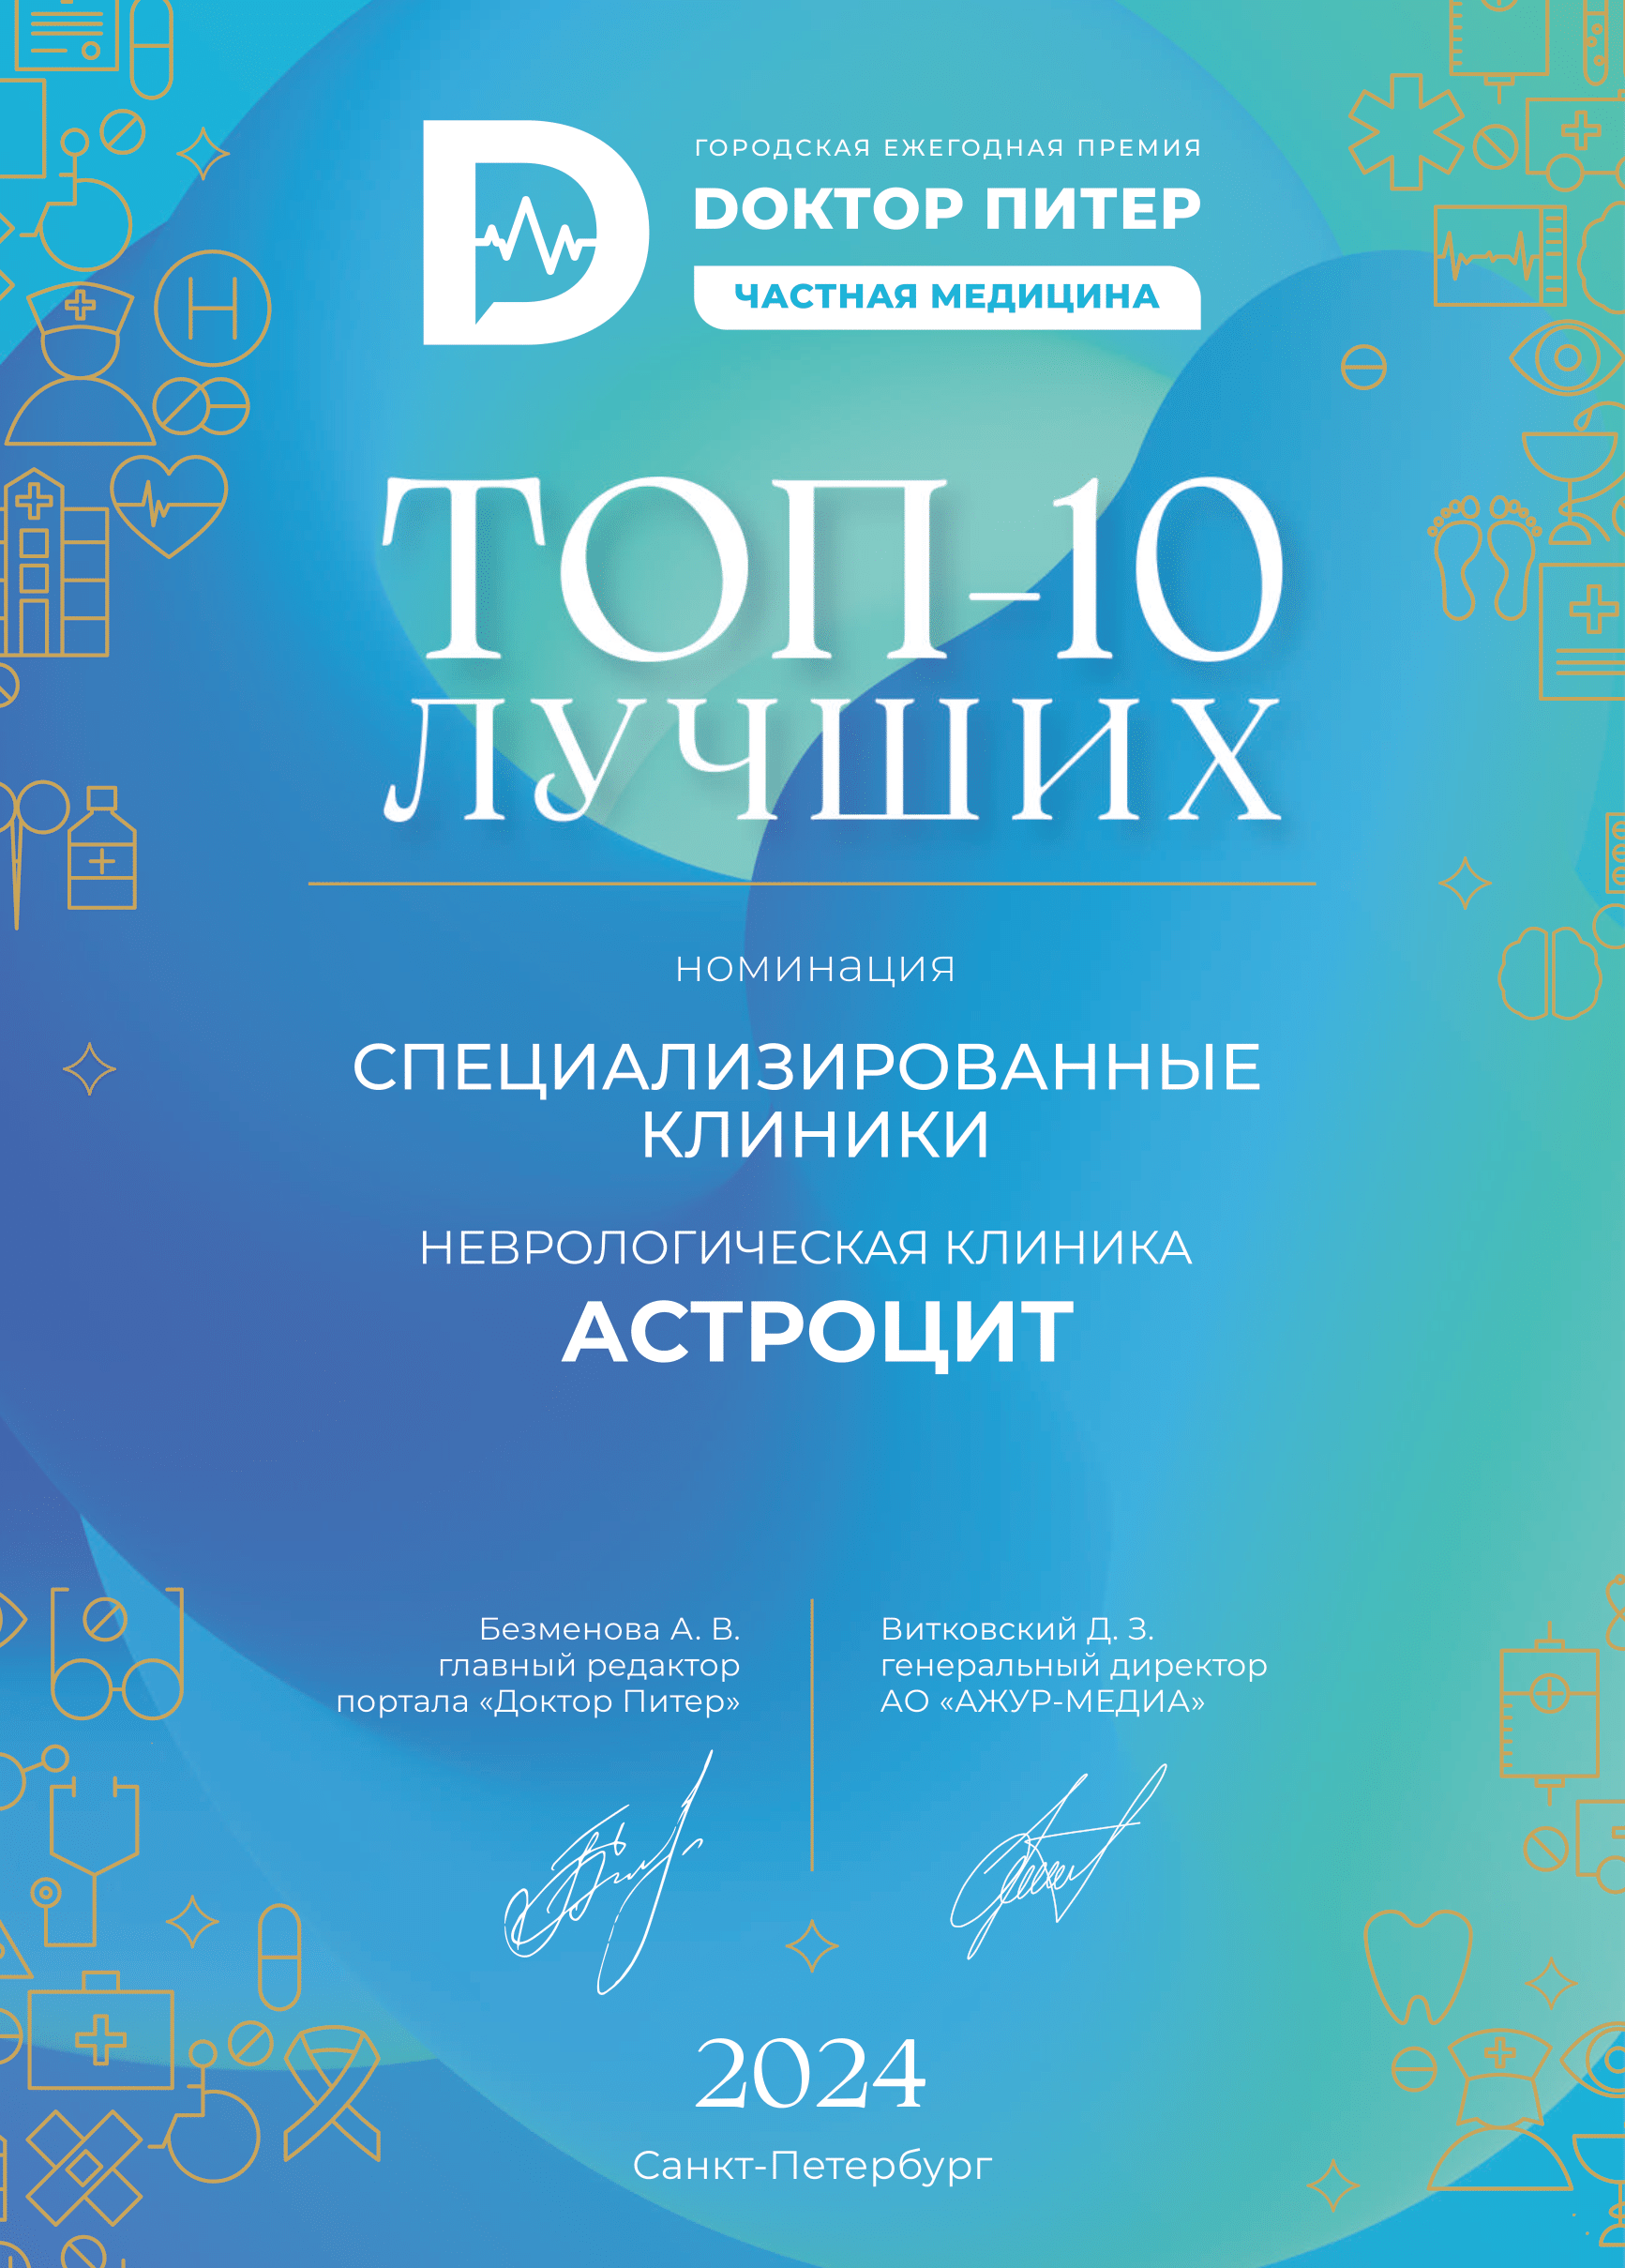 ГОРОДСКАЯ ЕЖЕГОДНАЯ ПРЕМИЯ
DОКТОР ПИТЕР
ЧАСТНАЯ МЕДИЦИНА
ТОП-10
ЛУЧШИХ
номинация
СПЕЦИАЛИЗИРОВАННЫЕ
КЛИНИКИ
НЕВРОЛОГИЧЕСКАЯ КЛИНИКА
АСТРОЦИТ
Безменова А. В.
главный редактор
портала «Доктор Питер»
Витковский Д. З.
генеральный директор
АО «АЖУР-МЕДИА»
2024
Санкт-Петербург